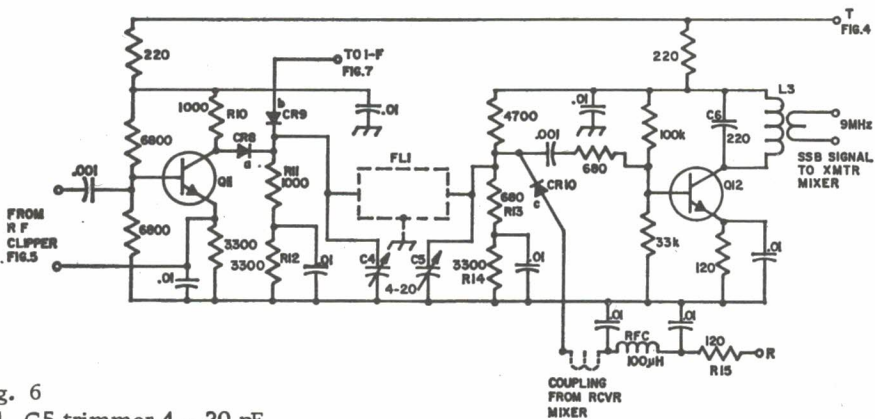 T
FIG.4
220
TO I-F
FIG.7
220
L3
1000
R10
b
CR9
.01
4700
.01
C6
220
9MHz
6800
CR8
a
.001
100k
SSB SIGNAL
TO XMTR
MIXER
.001
Q11
R11
1000
FL1
680
CR10
c
Q12
680
R13
FROM
R F
CLIPPER
FIG.5
6800
3300
3300
R12
.01
C4
C5
4-20
3300
R14
.01
33k
120
.01
.01
.01
RFC
100µH
.01
120
R15
R
COUPLING
FROM RCVR
MIXER
g. 6
C5 trimmer 4 - 20 pF